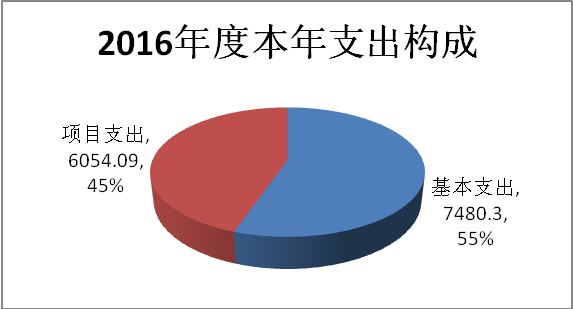 2016年度本年支出构成
项目支出,
6054.09,
45%
基本支出,
7480.3,
55%